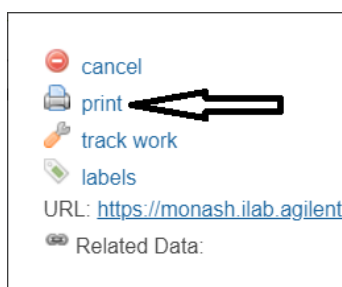 cancel
print
track work
labels
URL: https://monash.ilab.agilent
Related Data: